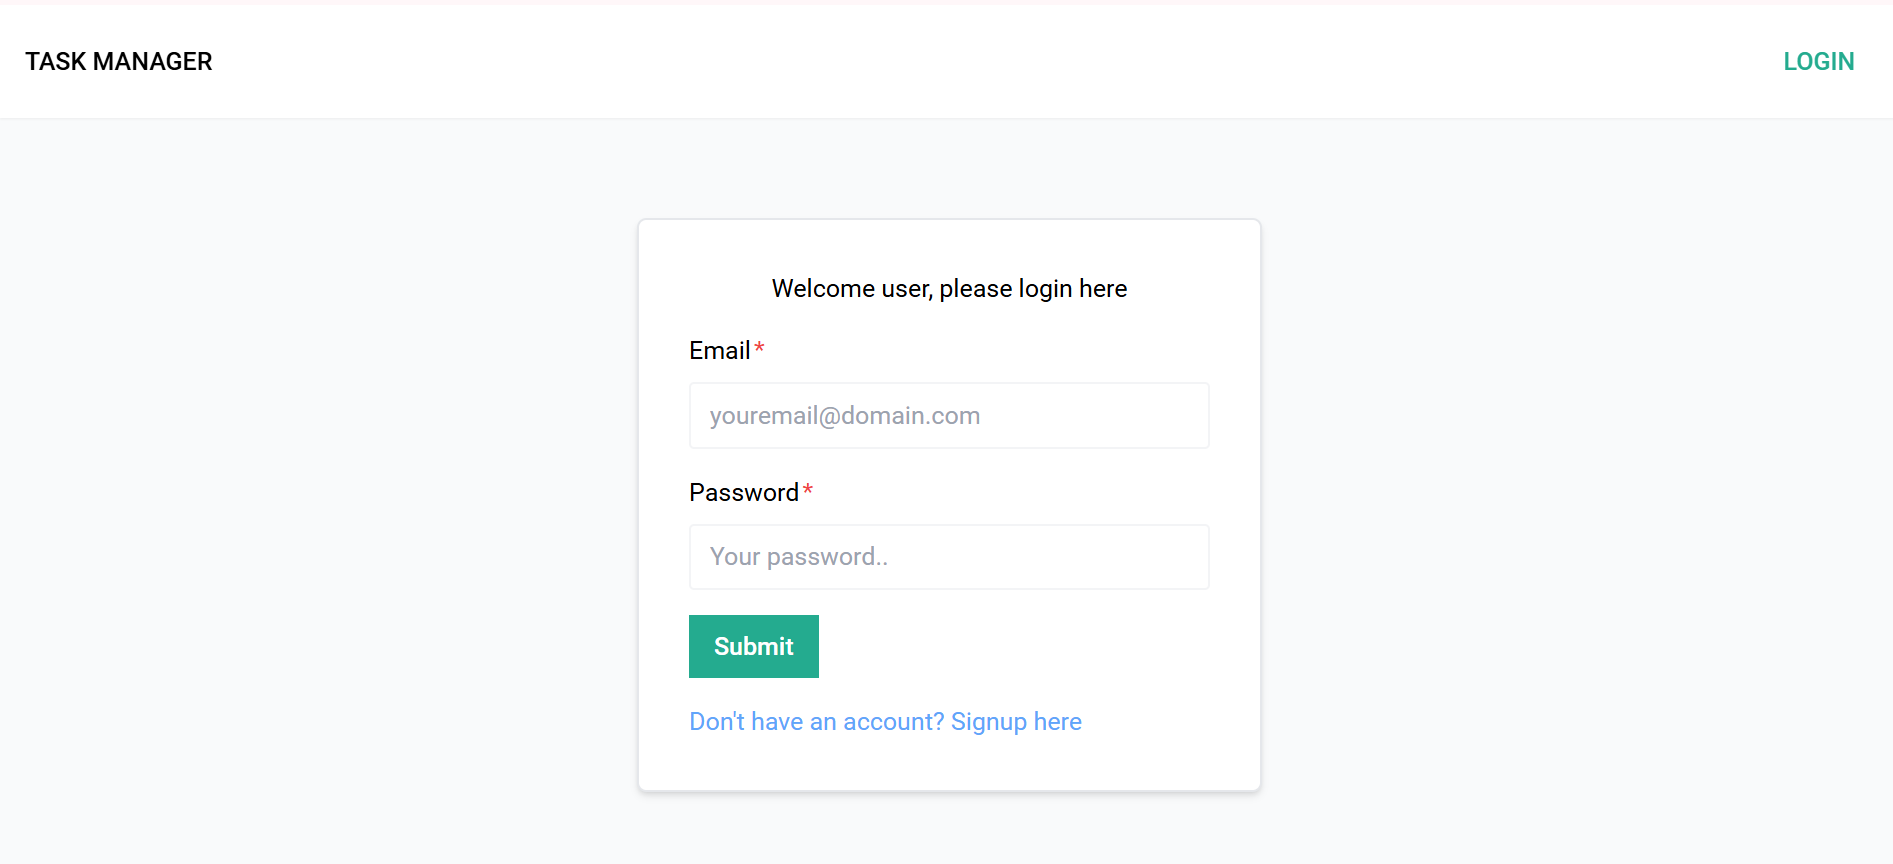 TASK MANAGER
LOGIN
Welcome user, please login here
Email*
youremail@domain.com
Password*
Your password..
Submit
Don't have an account? Signup here